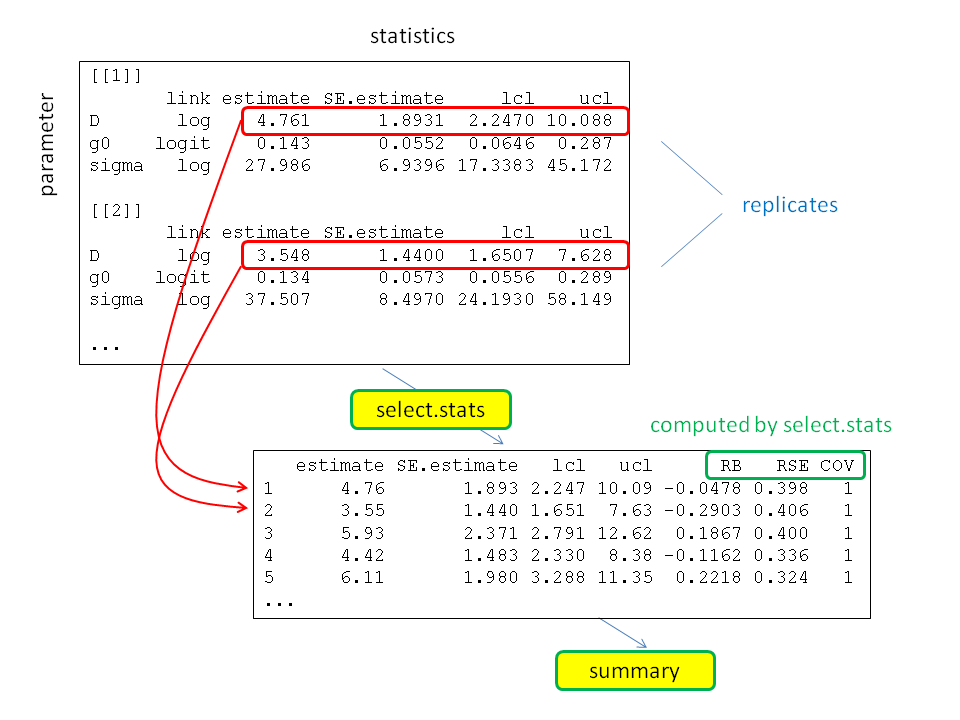 statistics
parameter
[[1]]
link estimate SE.estimate lcl ucl
D log 4.761 1.8931 2.2470 10.088
g0 logit 0.143 0.0552 0.0646 0.287
sigma log 27.986 6.9396 17.3383 45.172
[[2]]
link estimate SE.estimate lcl ucl
D log 3.548 1.4400 1.6507 7.628
g0 logit 0.134 0.0573 0.0556 0.289
sigma log 37.507 8.4970 24.1930 58.149
...
replicates
select.stats
computed by select.stats
estimate SE.estimate lcl ucl RB RSE COV
1 4.76 1.893 2.247 10.09 -0.0478 0.398 1
2 3.55 1.440 1.651 7.63 -0.2903 0.406 1
3 5.93 2.371 2.791 12.62 0.1867 0.400 1
4 4.42 1.483 2.330 8.38 -0.1162 0.336 1
5 6.11 1.980 3.288 11.35 0.2218 0.324 1
...
summary